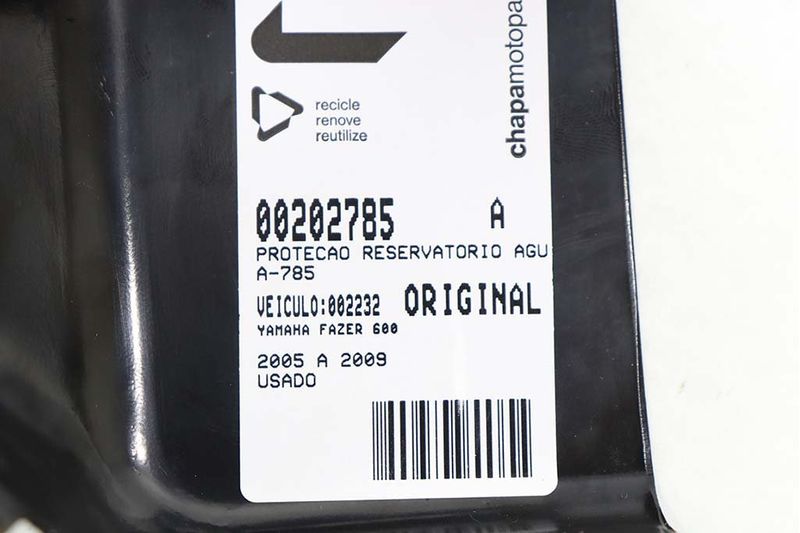 recicle
renove
reutilize
chapamotopa
00202785 A
PROTECAO RESERVATORIO AGU
A-785
VEICULO:002232 ORIGINAL
YAMAHA FAZER 600
2005 A 2009
USADO